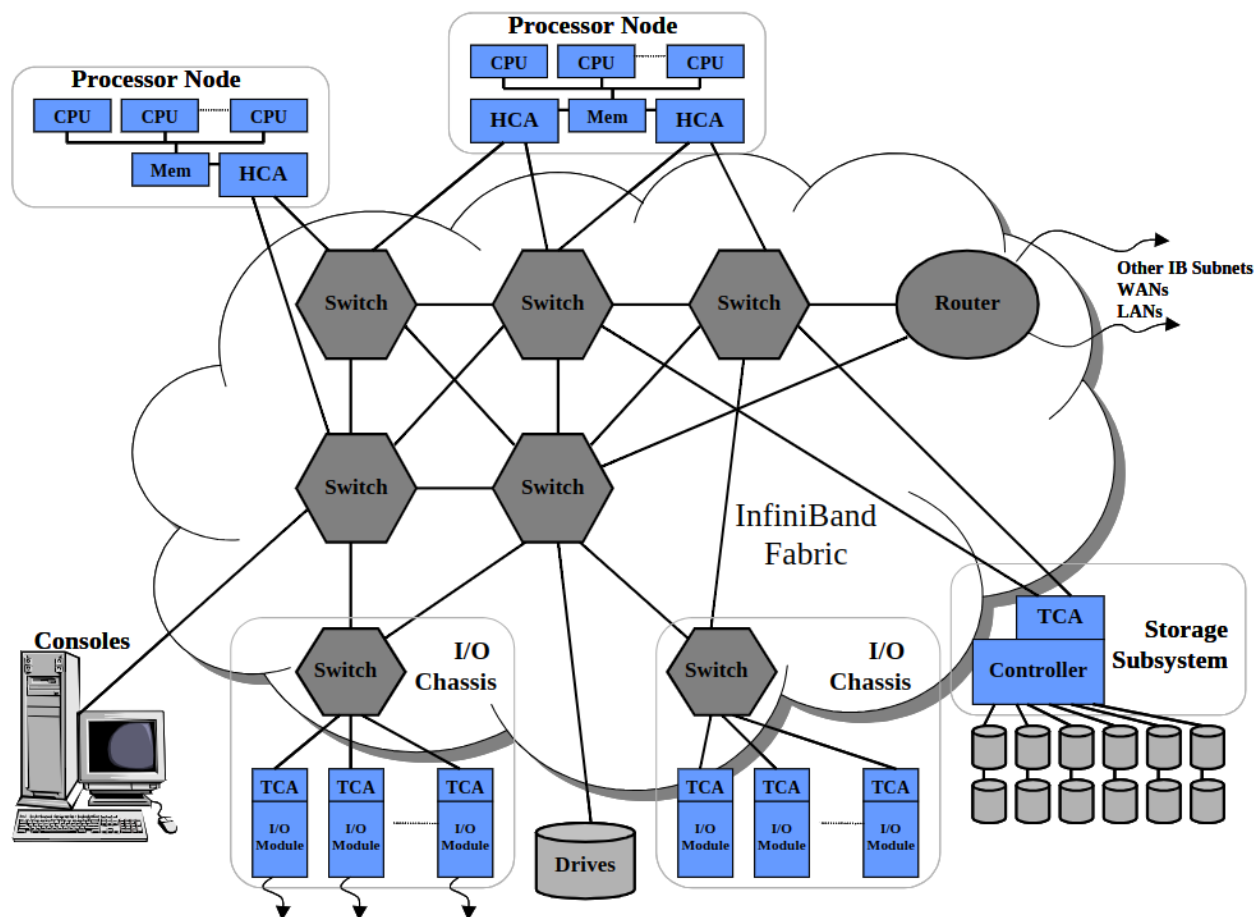 Processor Node
CPU
CPU
CPU
HCA
Mem
HCA
Processor Node
CPU
CPU
CPU
Mem
HCA
Switch
Switch
Switch
Router
Other IB Subnets
WANs
LANs
Switch
Switch
InfiniBand
Fabric
Consoles
Switch
I/O
Chassis
Switch
I/O
Chassis
TCA
Controller
Storage
Subsystem
TCA
I/O
Module
TCA
I/O
Module
TCA
I/O
Module
Drives
TCA
I/O
Module
TCA
I/O
Module
TCA
I/O
Module